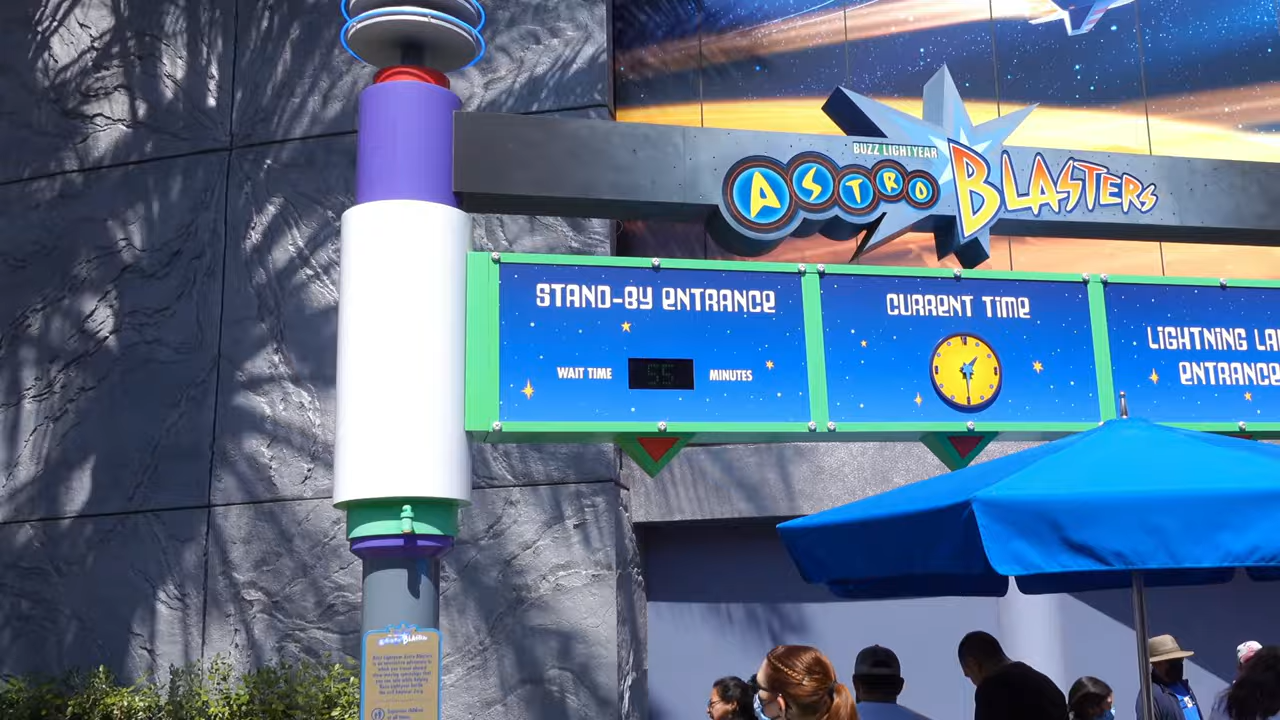 BUZZ LIGHTYEAR
ASTRO BLASTERS
STAND-BY ENTRANCE
WAIT TIME 55 MINUTES
CURRENT TIME
LIGHTNING LA
ENTRANCE